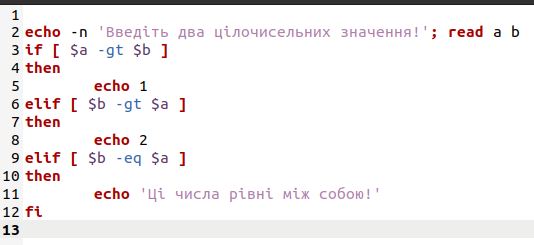 1
2 echo -n 'Введіть два цілочисельних значення!'; read a b
3 if [ $a -gt $b ]
4 then
5 echo 1
6 elif [ $b -gt $a ]
7 then
8 echo 2
9 elif [ $b -eq $a ]
10 then
11 echo 'Ці числа рівні між собою!'
12 fi
13